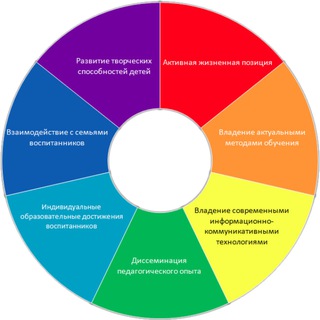 Развитие творческих
способностей детей
Активная жизненная позиция
Взаимодействие с семьями
воспитанников
Владение актуальными
методами обучения
Индивидуальные
образовательные достижения
воспитанников
Владение современными
информационно-
коммуникативными
технологиями
Диссеминация
педагогического опыта